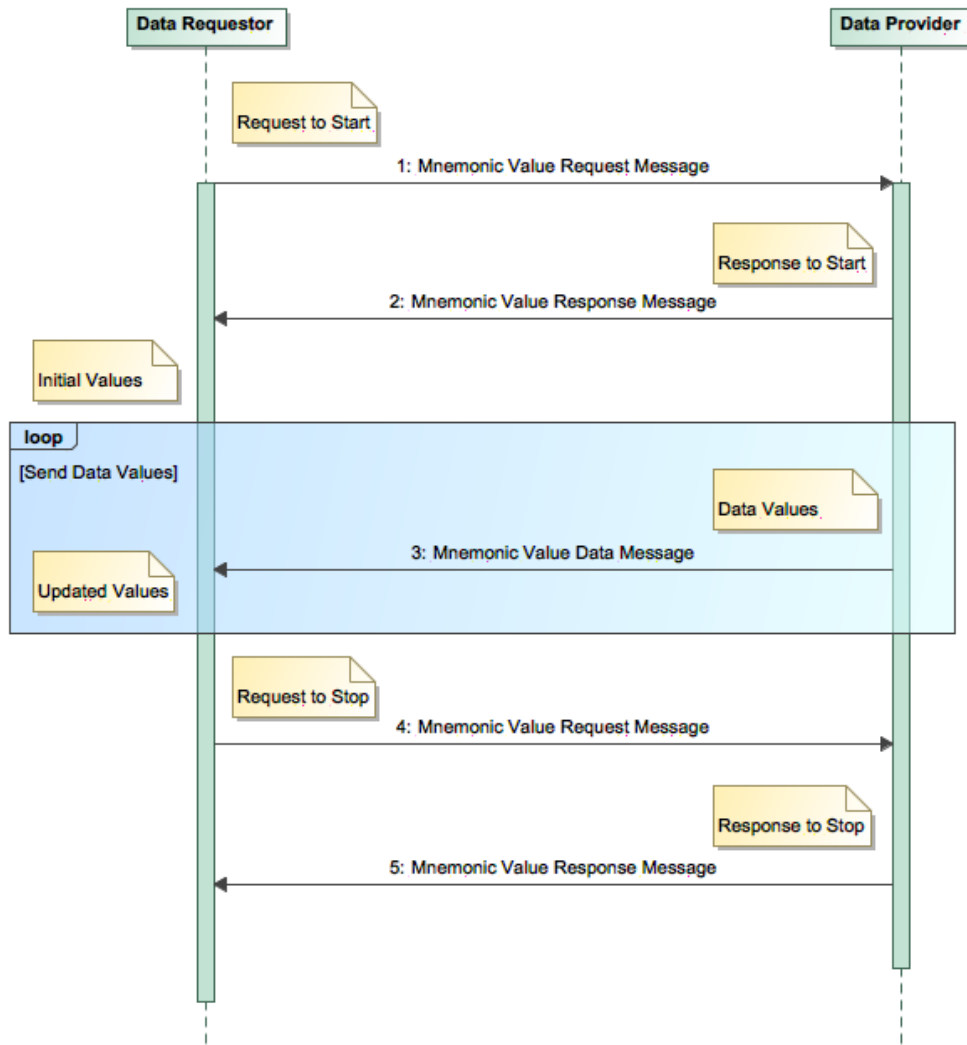 Data Requestor
Data Provider
Request to Start
1: Mnemonic Value Request Message
Response to Start
2: Mnemonic Value Response Message
Initial Values
loop
[Send Data Values]
Data Values
3: Mnemonic Value Data Message
Updated Values
Request to Stop
4: Mnemonic Value Request Message
Response to Stop
5: Mnemonic Value Response Message